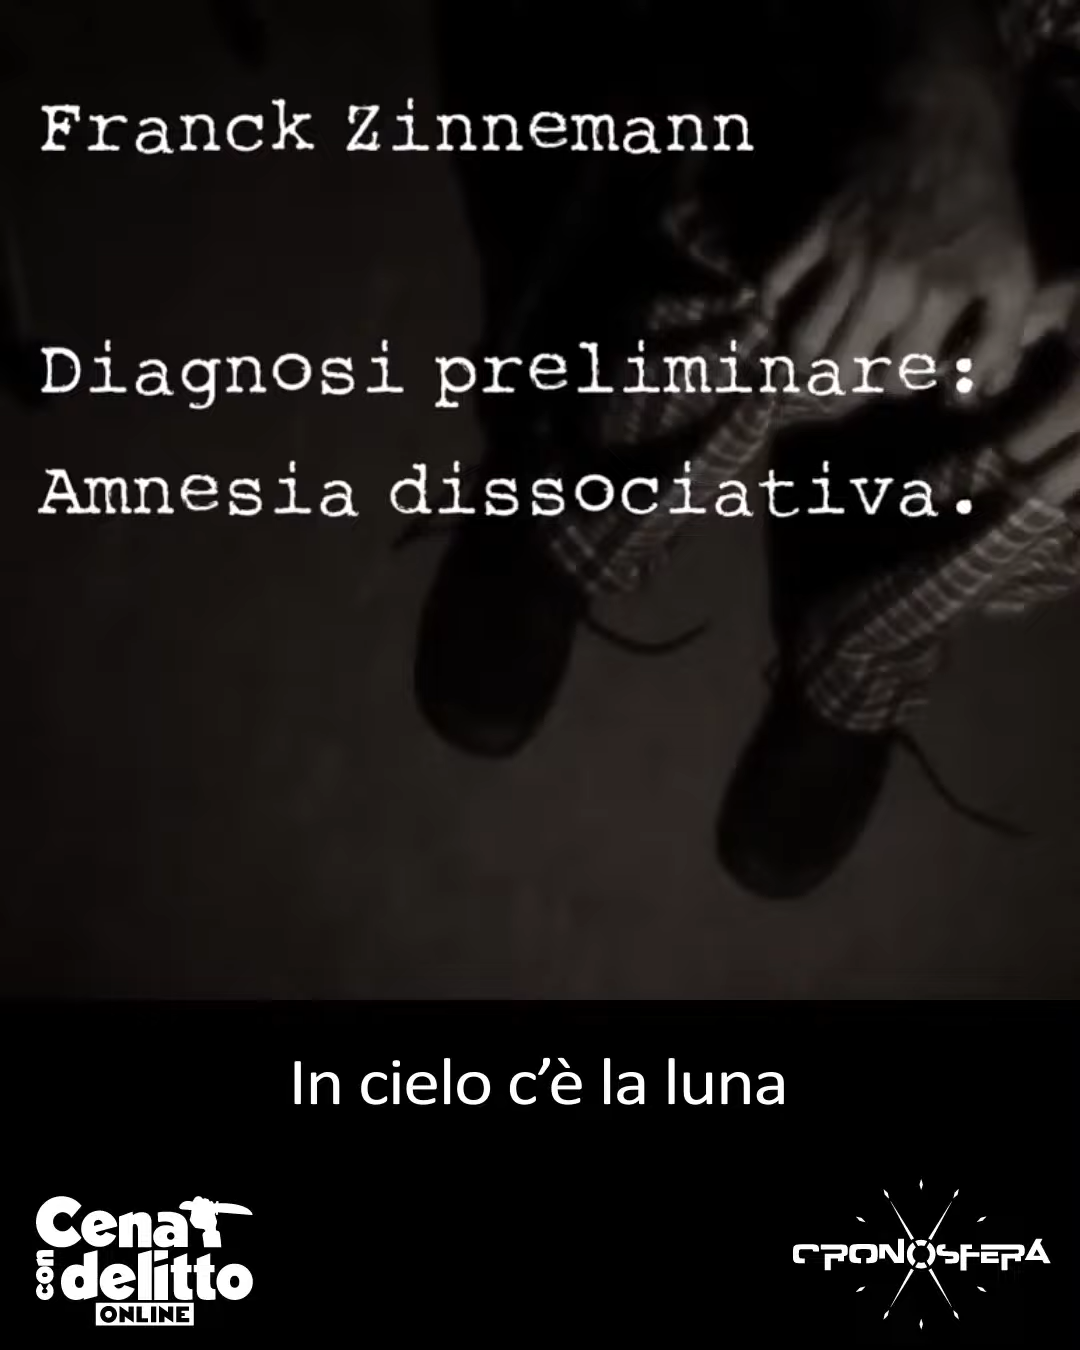 Franck Zinnemann
Diagnosi preliminare:
Amnesia dissociativa.
In cielo c'è la luna
Cena
con
delitto
ONLINE
CRONOSFERA